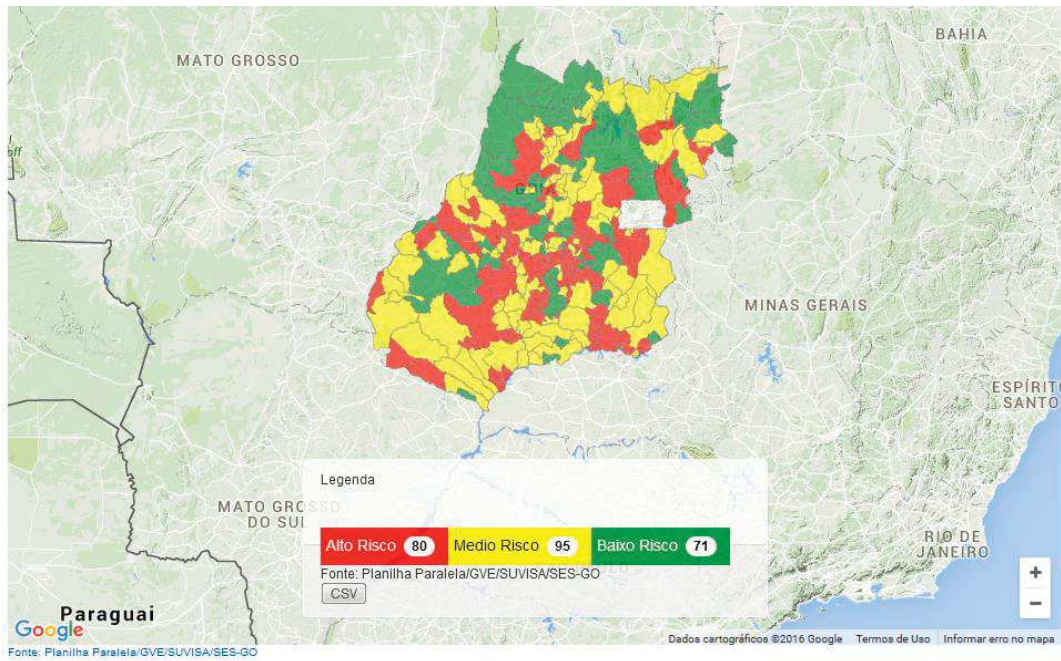 BAHIA
MATO GROSSO
GOIÁS
MINAS GERAIS
ESPÍRIT
SANTO
Legenda
MATO GROSSO
DO SUL
Alto Risco 80 Medio Risco 95 Baixo Risco 71
RIO DE
JANEIRO
Fonte: Planilha Paralela/GVE/SUVISA/SES-GO
CSV
+
−
Paraguai
Google
Dados cartográficos ©2016 Google Termos de Uso Informar erro no mapa
Fonte: Planilha Paralela/GVE/SUVISA/SES-GO